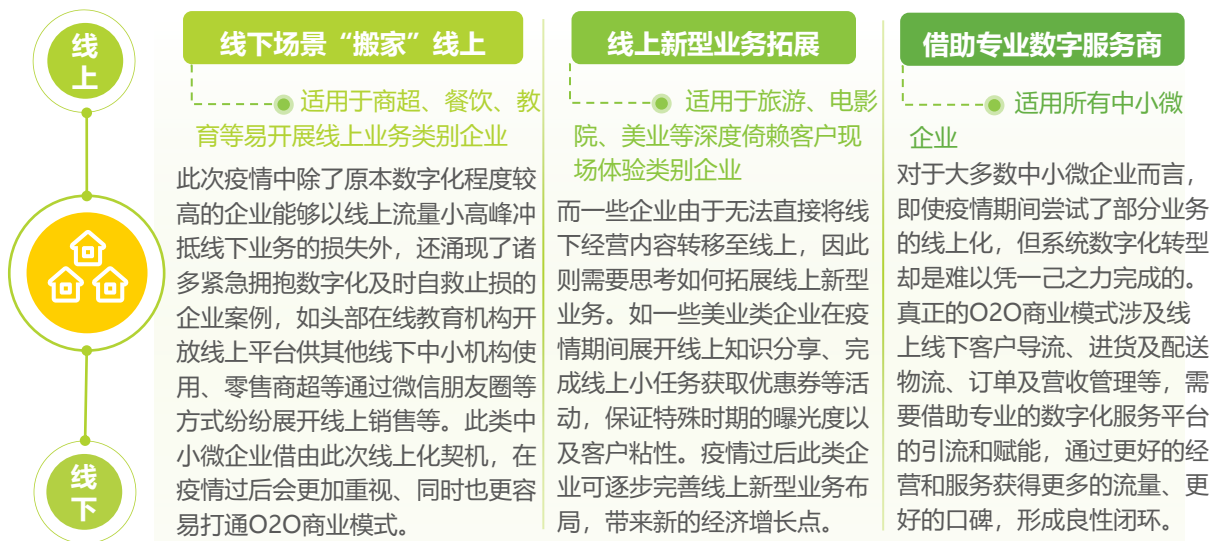 线
上
线
下
线下场景“搬家”线上
适用于商超、餐饮、教
育等易开展线上业务类别企业
此次疫情中除了原本数字化程度较
高的企业能够以线上流量小高峰冲
抵线下业务的损失外，还涌现了诸
多紧急拥抱数字化及时自救止损的
企业案例，如头部在线教育机构开
放线上平台供其他线下中小机构使
用、零售商超等通过微信朋友圈等
方式纷纷展开线上销售等。此类中
小微企业借由此次线上化契机，在
疫情过后会更加重视、同时也更容
易打通O2O商业模式。
线上新型业务拓展
适用于旅游、电影
院、美业等深度倚赖客户现
场体验类别企业
而一些企业由于无法直接将线
下经营内容转移至线上，因此
则需要思考如何拓展线上新型
业务。如一些美业类企业在疫
情期间展开线上知识分享、完
成线上小任务获取优惠券等活
动，保证特殊时期的曝光度以
及客户粘性。疫情过后此类企
业可逐步完善线上新型业务布
局，带来新的经济增长点。
借助专业数字服务商
适用所有中小微
企业
对于大多数中小微企业而言，
即使疫情期间尝试了部分业务
的线上化，但系统数字化转型
却是难以凭一己之力完成的。
真正的O2O商业模式涉及线
上线下客户导流、进货及配送
物流、订单及营收管理等，需
要借助专业的数字化服务平台
的引流和赋能，通过更好的经
营和服务获得更多的流量、更
好的口碑，形成良性闭环。